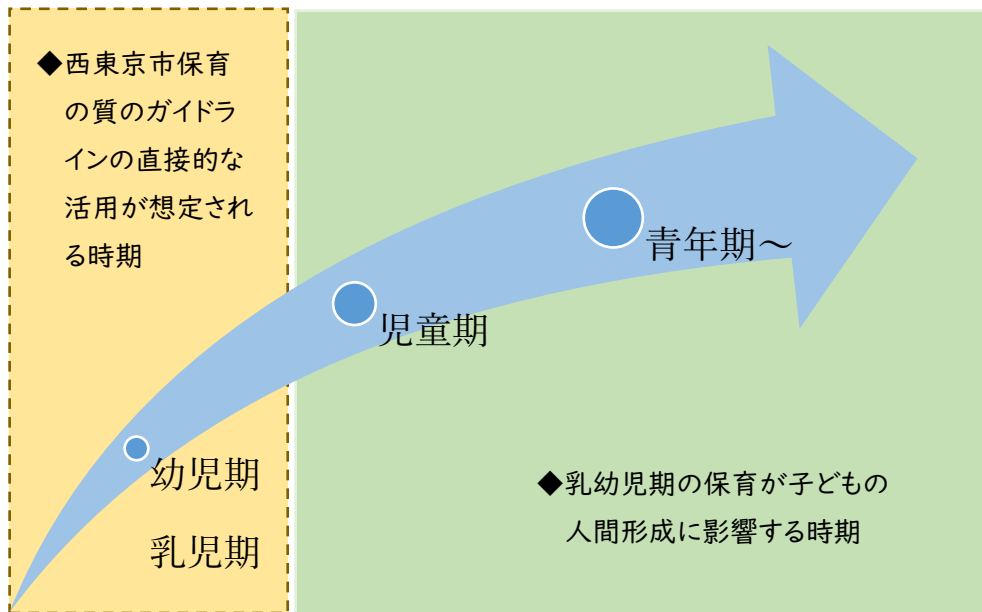 ◆西東京市保育
の質のガイドラ
インの直接的な
活用が想定され
る時期
青年期～
児童期
幼児期
乳児期
◆乳幼児期の保育が子どもの
人間形成に影響する時期